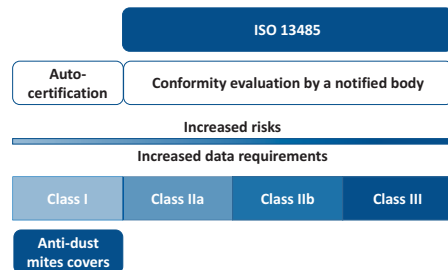 ISO 13485
Auto-
certification
Conformity evaluation by a notified body
Increased risks
Increased data requirements
Class I
Class IIa
Class IIb
Class III
Anti-dust
mites covers